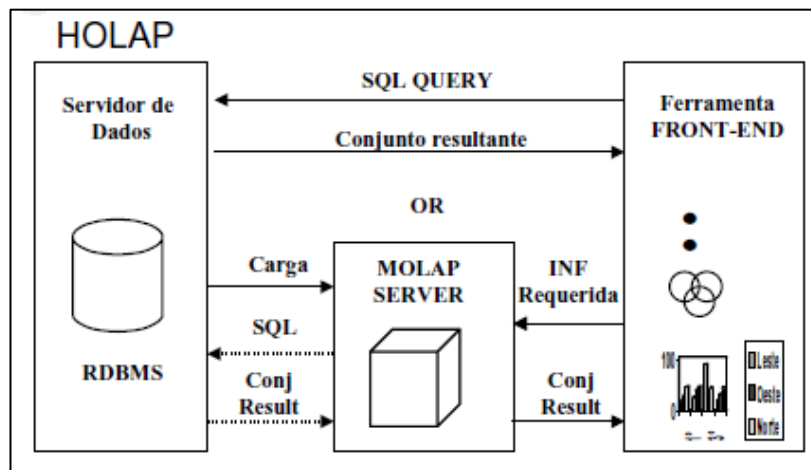 HOLAP
Servidor de
Dados
SQL QUERY
Conjunto resultante
Ferramenta
FRONT-END
OR
Carga
MOLAP
SERVER
INF
Requerida
SQL
Conj
Result
RDBMS
Conj
Result
100
0
Leste
Oeste
Norte